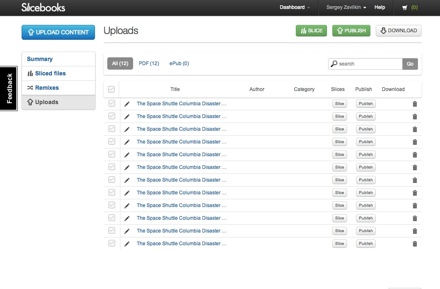 Slicebooks
Dashboard
Sergey Zavilkin
Help
(0)
UPLOAD CONTENT
Uploads
SLICE
PUBLISH
DOWNLOAD
Summary
Sliced files
Remixes
Uploads
Feedback
All (12)
PDF (12)
ePub (0)
search
Go
Title Author Category Slices Publish Download
The Space Shuttle Columbia Disaster ... Slice Publish
The Space Shuttle Columbia Disaster ... Slice Publish
The Space Shuttle Columbia Disaster ... Slice Publish
The Space Shuttle Columbia Disaster ... Slice Publish
The Space Shuttle Columbia Disaster ... Slice Publish
The Space Shuttle Columbia Disaster ... Slice Publish
The Space Shuttle Columbia Disaster ... Slice Publish
The Space Shuttle Columbia Disaster ... Slice Publish
The Space Shuttle Columbia Disaster ... Slice Publish
The Space Shuttle Columbia Disaster ... Slice Publish
The Space Shuttle Columbia Disaster ... Slice Publish
The Space Shuttle Columbia Disaster ... Slice Publish